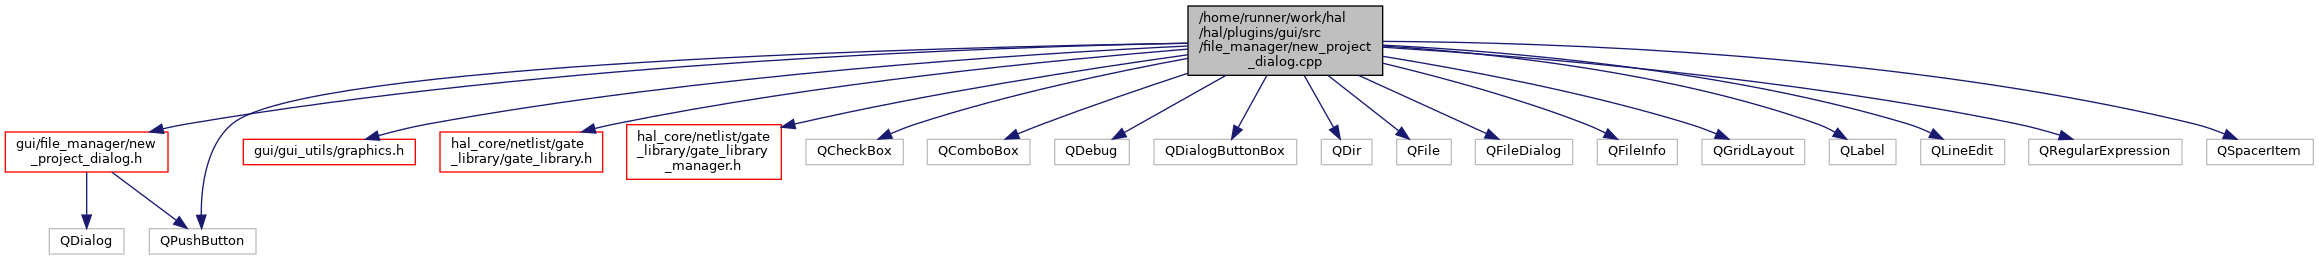 /home/runner/work/hal
/hal/plugins/gui/src
/file_manager/new_project
_dialog.cpp
gui/file_manager/new
_project_dialog.h
gui/gui_utils/graphics.h
hal_core/netlist/gate
_library/gate_library.h
hal_core/netlist/gate
_library/gate_library
_manager.h
QCheckBox
QComboBox
QDebug
QDialogButtonBox
QDir
QFile
QFileDialog
QFileInfo
QGridLayout
QLabel
QLineEdit
QRegularExpression
QSpacerItem
QDialog
QPushButton